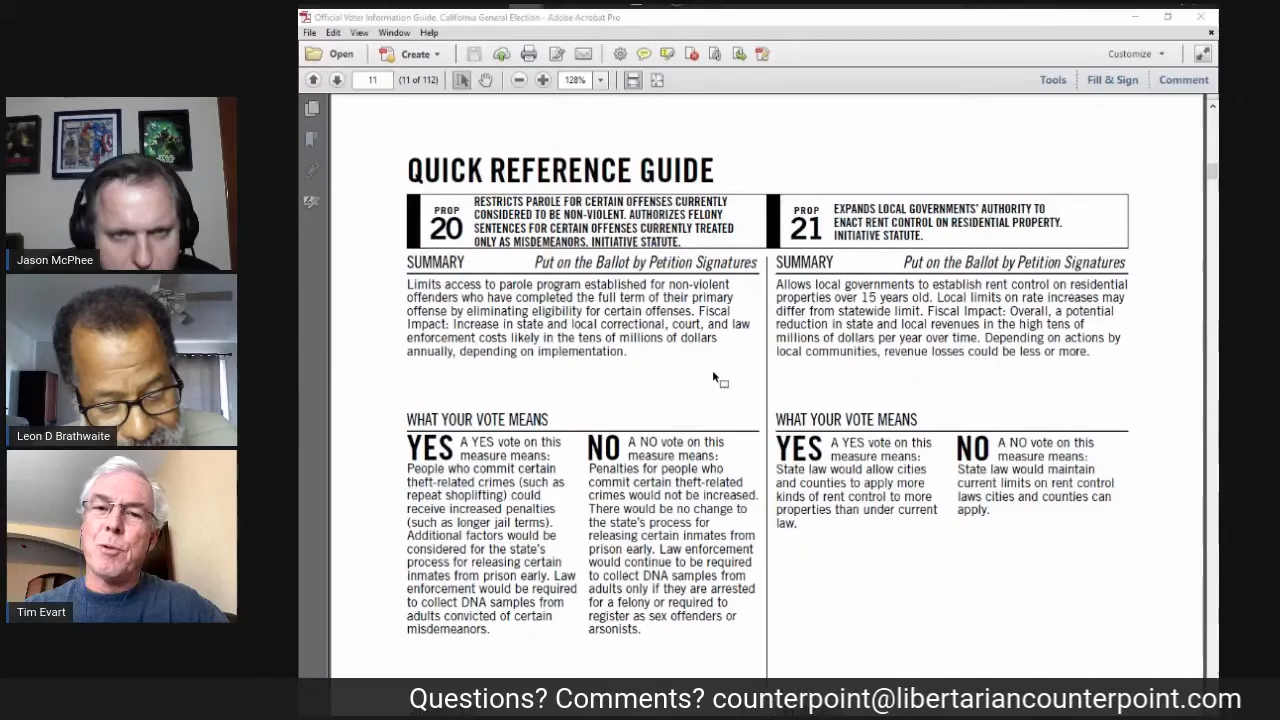 Official Voter Information Guide, California General Election - Adobe Acrobat Pro
File Edit View Window Help
Open Create Customize
11 (11 of 112) 128% Tools Fill & Sign Comment
QUICK REFERENCE GUIDE
PROP 20
RESTRICTS PAROLE FOR CERTAIN OFFENSES CURRENTLY
CONSIDERED TO BE NON-VIOLENT. AUTHORIZES FELONY
SENTENCES FOR CERTAIN OFFENSES CURRENTLY TREATED
ONLY AS MISDEMEANORS. INITIATIVE STATUTE.
SUMMARY Put on the Ballot by Petition Signatures
Limits access to parole program established for non-violent
offenders who have completed the full term of their primary
offense by eliminating eligibility for certain offenses. Fiscal
Impact: Increase in state and local correctional, court, and law
enforcement costs likely in the tens of millions of dollars
annually, depending on implementation.
WHAT YOUR VOTE MEANS
YES A YES vote on this
measure means:
People who commit certain
theft-related crimes (such as
repeat shoplifting) could
receive increased penalties
(such as longer jail terms).
Additional factors would be
considered for the state's
process for releasing certain
inmates from prison early. Law
enforcement would be required
to collect DNA samples from
adults convicted of certain
misdemeanors.
NO A NO vote on this
measure means:
Penalties for people who
commit certain theft-related
crimes would not be increased.
There would be no change to
the state's process for
releasing certain inmates from
prison early. Law enforcement
would continue to be required
to collect DNA samples from
adults only if they are arrested
for a felony or required to
register as sex offenders or
arsonists.
PROP 21
EXPANDS LOCAL GOVERNMENTS' AUTHORITY TO
ENACT RENT CONTROL ON RESIDENTIAL PROPERTY.
INITIATIVE STATUTE.
SUMMARY Put on the Ballot by Petition Signatures
Allows local governments to establish rent control on residential
properties over 15 years old. Local limits on rate increases may
differ from statewide limit. Fiscal Impact: Overall, a potential
reduction in state and local revenues in the high tens of
millions of dollars per year over time. Depending on actions by
local communities, revenue losses could be less or more.
WHAT YOUR VOTE MEANS
YES A YES vote on this
measure means:
State law would allow cities
and counties to apply more
kinds of rent control to more
properties than under current
law.
NO A NO vote on this
measure means:
State law would maintain
current limits on rent control
laws cities and counties can
apply.
Jason McPhee
Leon D Brathwaite
Tim Evart
Questions? Comments? counterpoint@libertariancounterpoint.com